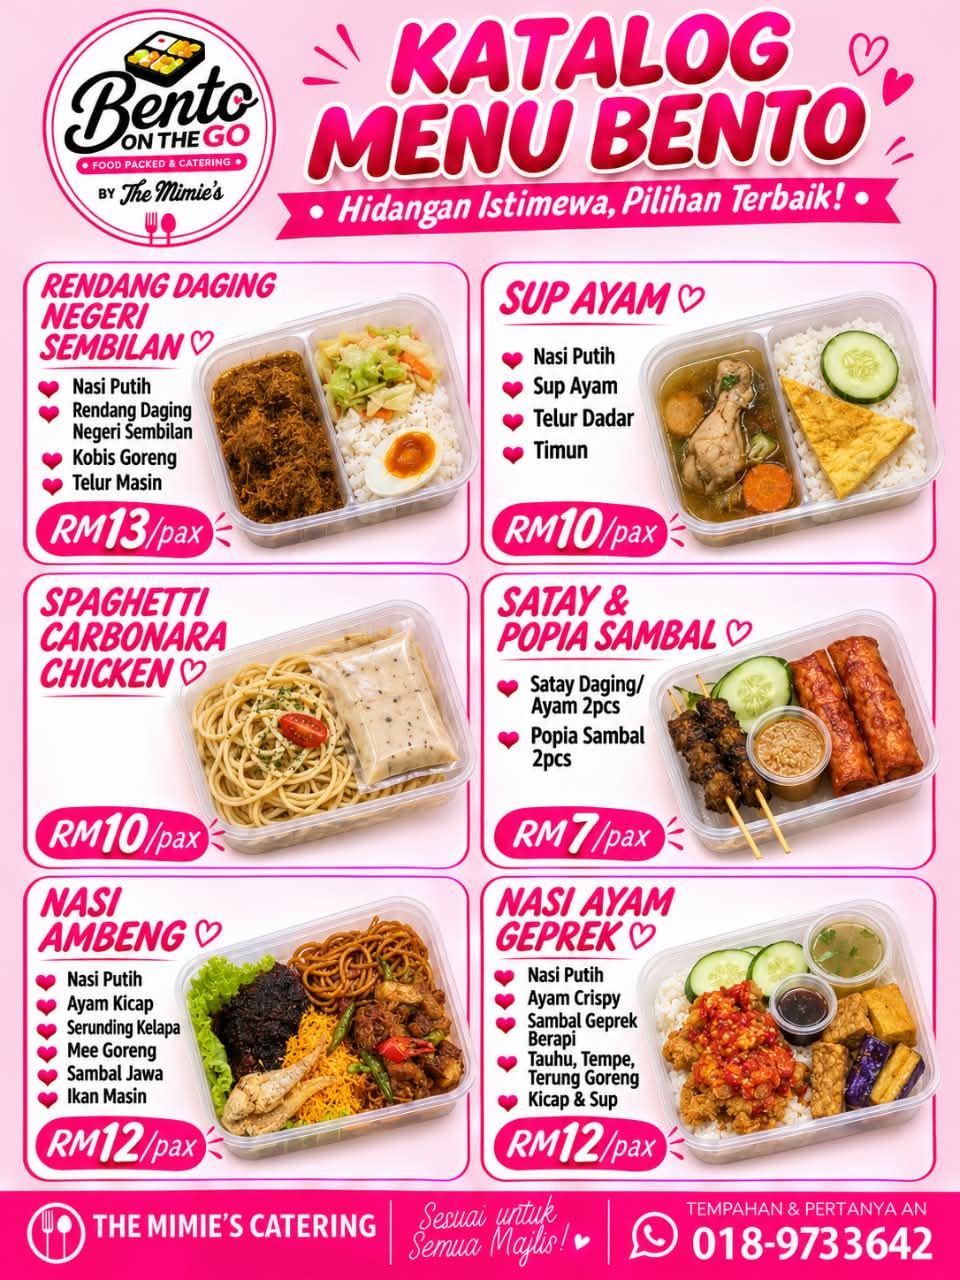 Bento
ON THE GO
• FOOD PACKED & CATERING •
BY The Mimie's
KATALOG
MENU BENTO
• Hidangan Istimewa, Pilihan Terbaik! •
RENDANG DAGING
NEGERI
SEMBILAN
Nasi Putih
Rendang Daging
Negeri Sembilan
Kobis Goreng
Telur Masin
RM13/pax
SUP AYAM
Nasi Putih
Sup Ayam
Telur Dadar
Timun
RM10/pax
SPAGHETTI
CARBONARA
CHICKEN
RM10/pax
SATAY &
POPIA SAMBAL
Satay Daging/
Ayam 2pcs
Popia Sambal
2pcs
RM7/pax
NASI
AMBENG
Nasi Putih
Ayam Kicap
Serunding Kelapa
Mee Goreng
Sambal Jawa
Ikan Masin
RM12/pax
NASI AYAM
GEPREK
Nasi Putih
Ayam Crispy
Sambal Geprek
Berapi
Tauhu, Tempe,
Terung Goreng
Kicap & Sup
RM12/pax
THE MIMIE'S CATERING
Sesuai untuk
Semua Majlis!
TEMPAHAN & PERTANYA AN
018-9733642